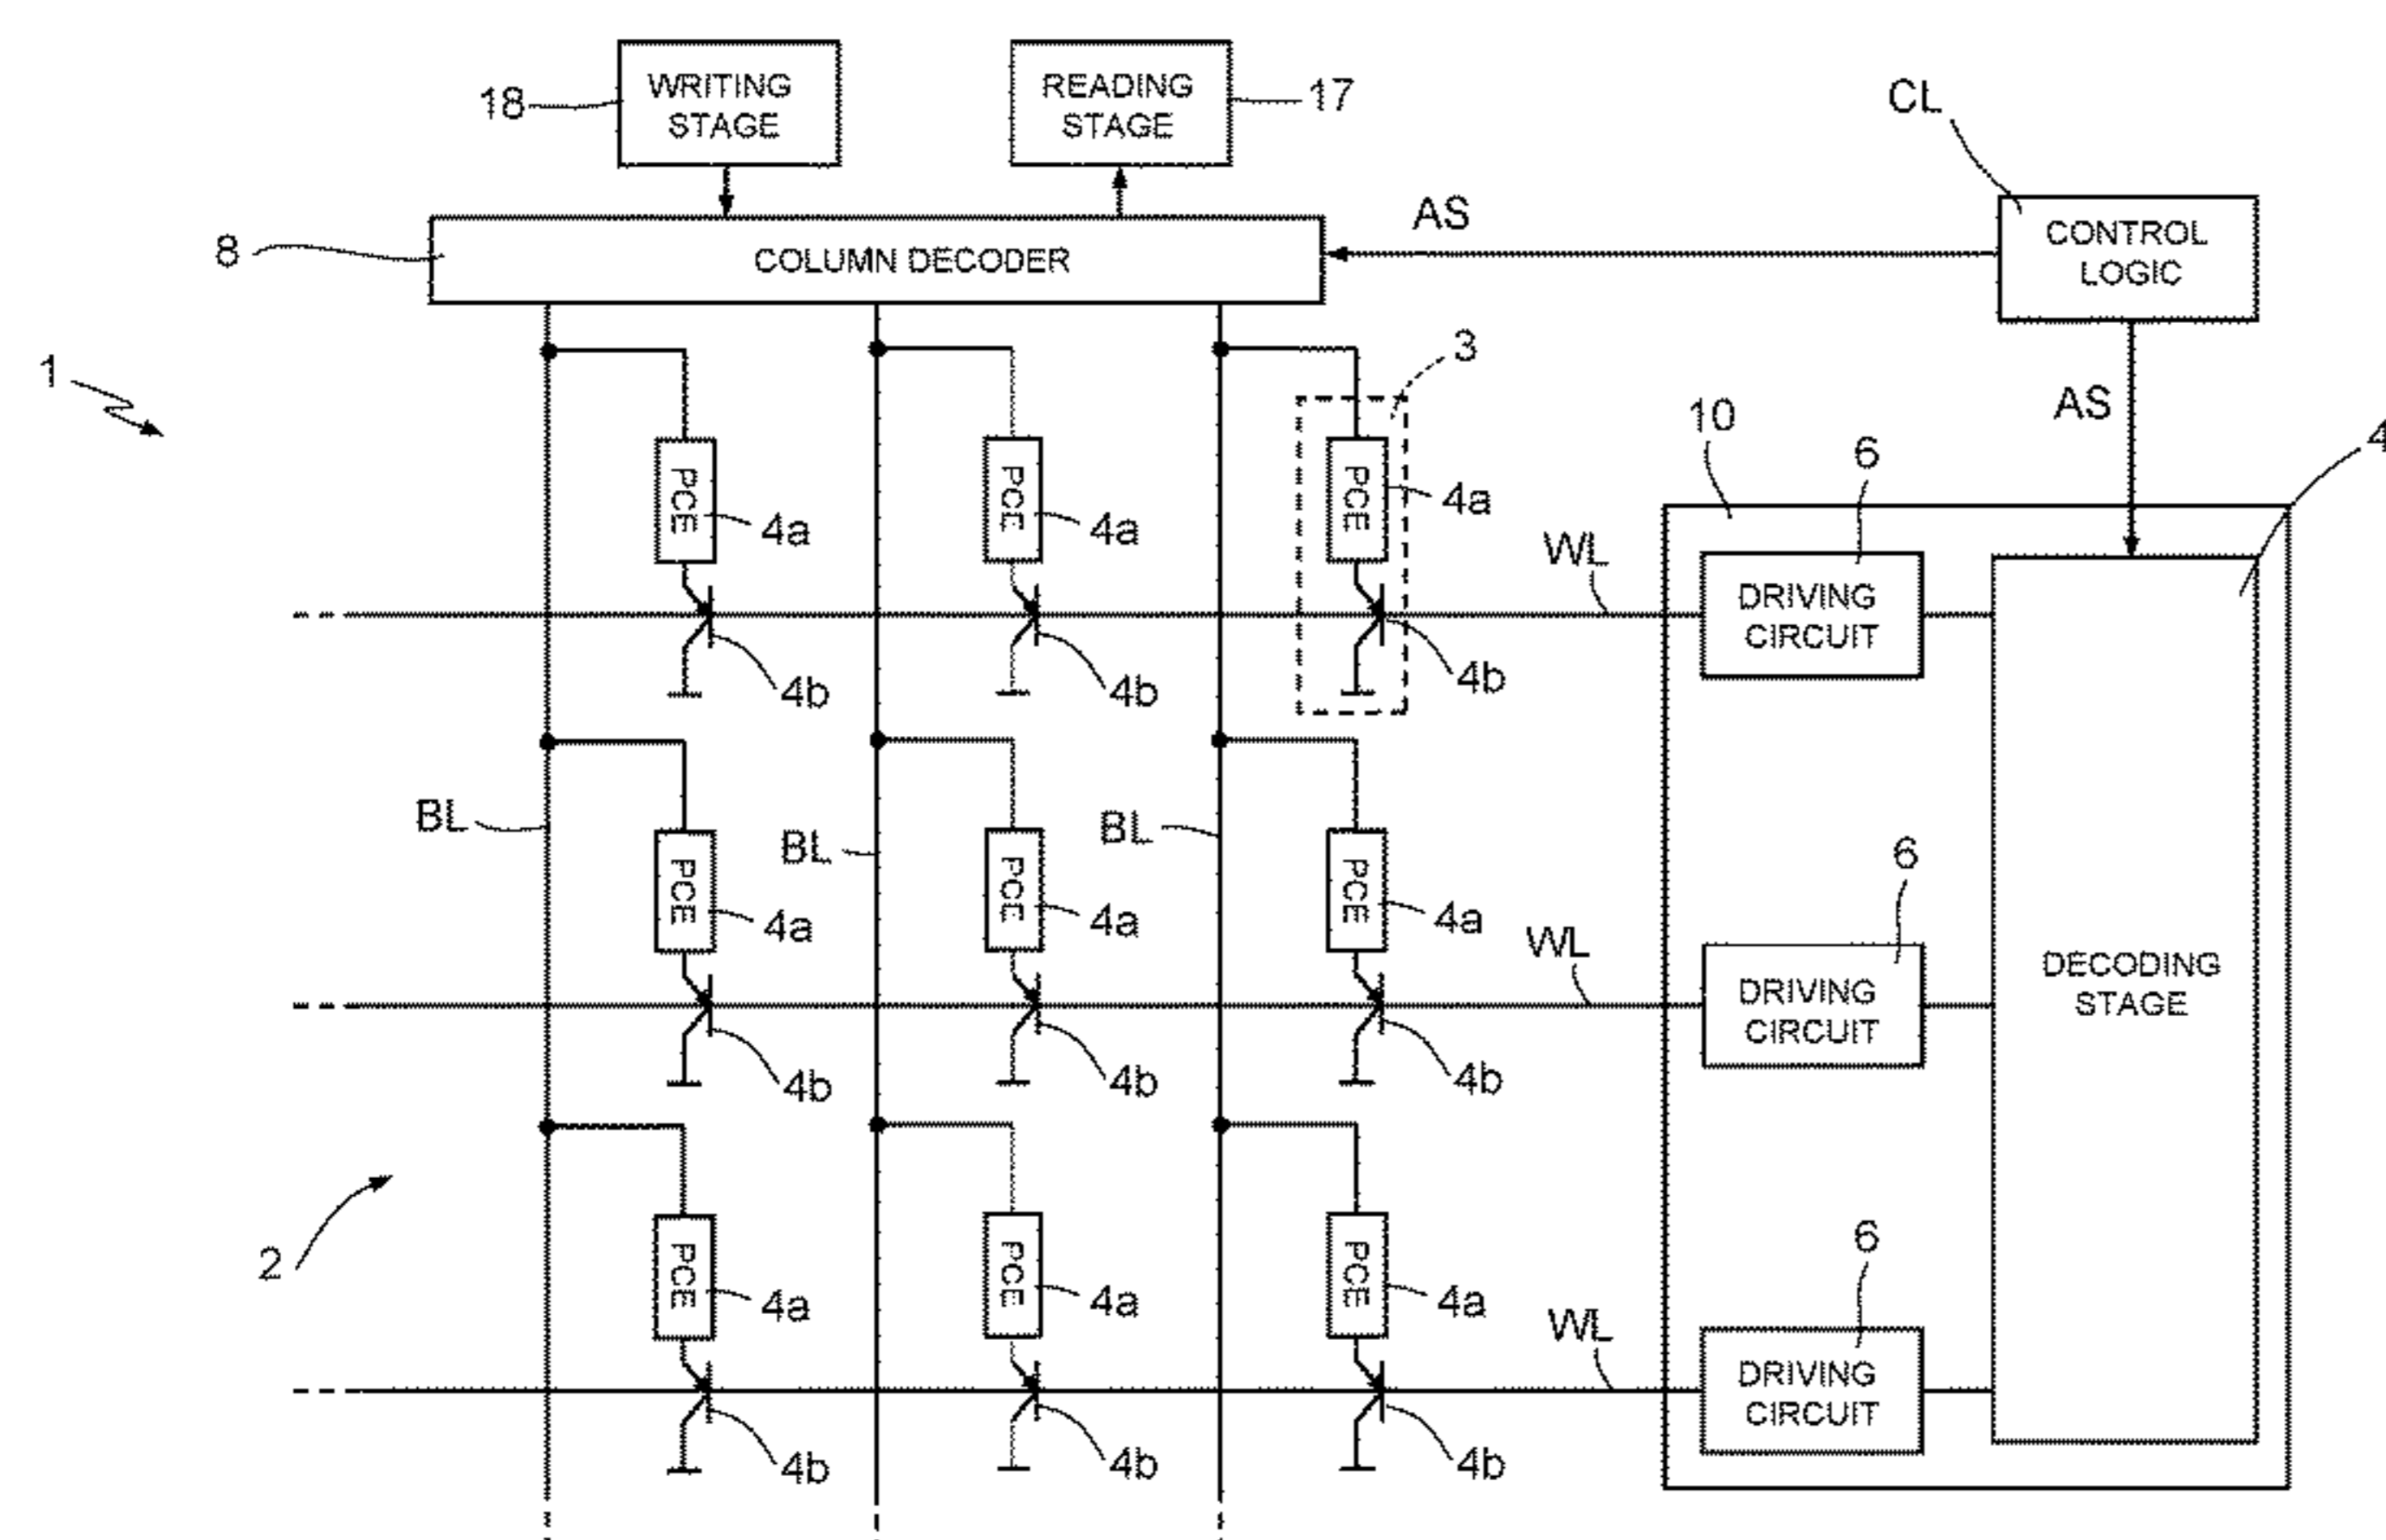 18
WRITING
STAGE
READING
STAGE
17
CL
CONTROL
LOGIC
AS
8
COLUMN DECODER
1
3
AS
10
6
4
PCE
4a
PCE
4a
PCE
4a
WL
DRIVING
CIRCUIT
4b
4b
4b
BL
BL
BL
PCE
4a
PCE
4a
PCE
4a
WL
6
DRIVING
CIRCUIT
DECODING
STAGE
4b
4b
4b
2
PCE
4a
PCE
4a
PCE
4a
WL
6
DRIVING
CIRCUIT
4b
4b
4b